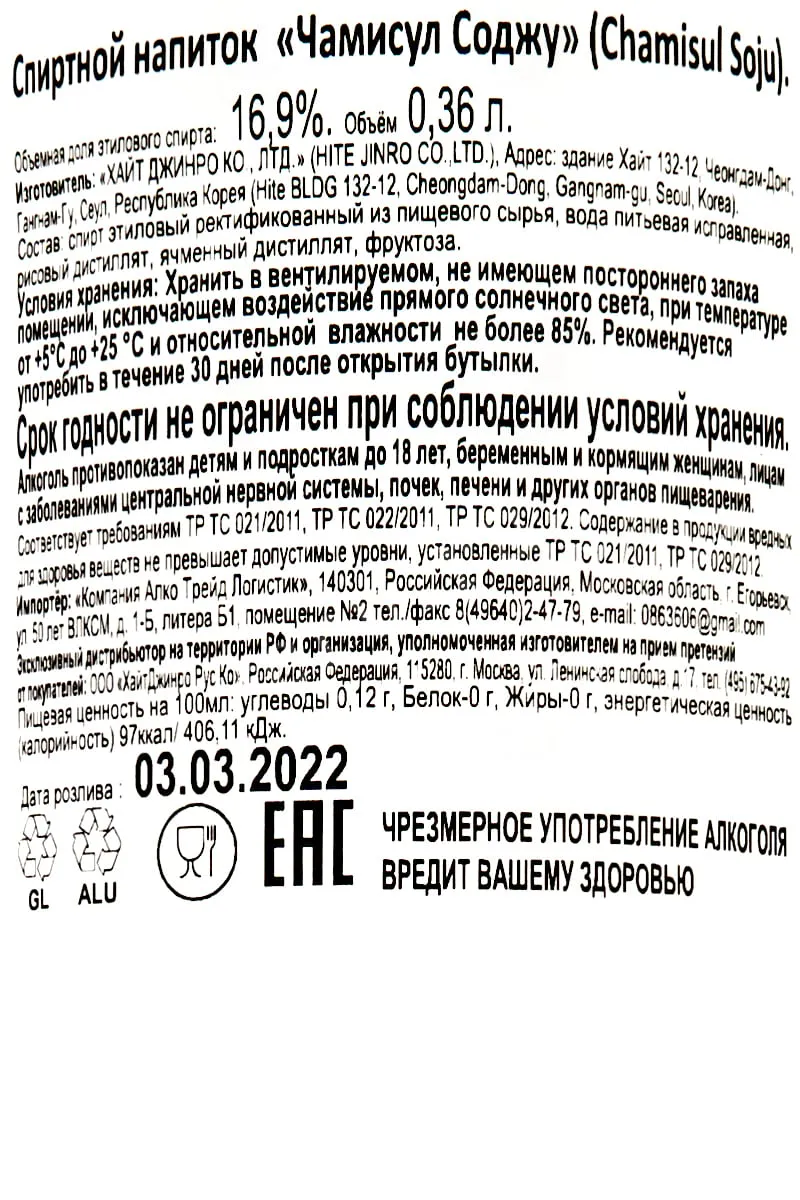 Спиртной напиток «Чамисул Соджу» (Chamisul Soju).
Объемная доля этилового спирта: 16,9%. Объём 0,36 л.
Изготовитель: «ХАЙТ ДЖИНРО КО., ЛТД.» (HITE JINRO CO.,LTD.), Адрес: здание Хайт 132-12, Чеонгдам-Донг,
Гангнам-Гу, Сеул, Республика Корея (Hite BLDG 132-12, Cheongdam-Dong, Gangnam-gu, Seoul, Korea).
Состав: спирт этиловый ректификованный из пищевого сырья, вода питьевая исправленная,
рисовый дистиллят, ячменный дистиллят, фруктоза.
Условия хранения: Хранить в вентилируемом, не имеющем постороннего запаха
помещении, исключающем воздействие прямого солнечного света, при температуре
от +5°С до +25 °С и относительной влажности не более 85%. Рекомендуется
употребить в течение 30 дней после открытия бутылки.
Срок годности не ограничен при соблюдении условий хранения.
Алкоголь противопоказан детям и подросткам до 18 лет, беременным и кормящим женщинам, лицам
с заболеваниями центральной нервной системы, почек, печени и других органов пищеварения.
Соответствует требованиям ТР ТС 021/2011, ТР ТС 022/2011, ТР ТС 029/2012. Содержание в продукции вредных
для здоровья веществ не превышает допустимые уровни, установленные ТР ТС 021/2011, ТР ТС 029/2012.
Импортёр: «Компания Алко Трейд Логистик», 140301, Российская Федерация, Московская область, г. Егорьевск,
ул. 50 лет ВЛКСМ, д. 1-Б, литера Б1, помещение №2 тел./факс 8(49640)2-47-79, e-mail: 0863606@gmail.com
Эксклюзивный дистрибьютор на территории РФ и организация, уполномоченная изготовителем на прием претензий
от покупателей: ООО «ХайтДжинро Рус Ко», Российская Федерация, 115280, г. Москва, ул. Ленинская слобода, д.17, тел. (495) 675-43-92
Пищевая ценность на 100мл: углеводы 0,12 г, Белок-0 г, Жиры-0 г, энергетическая ценность
(калорийность) 97ккал/ 406,11 кДж.
Дата розлива : 03.03.2022
GL ALU EAC ЧРЕЗМЕРНОЕ УПОТРЕБЛЕНИЕ АЛКОГОЛЯ
ВРЕДИТ ВАШЕМУ ЗДОРОВЬЮ